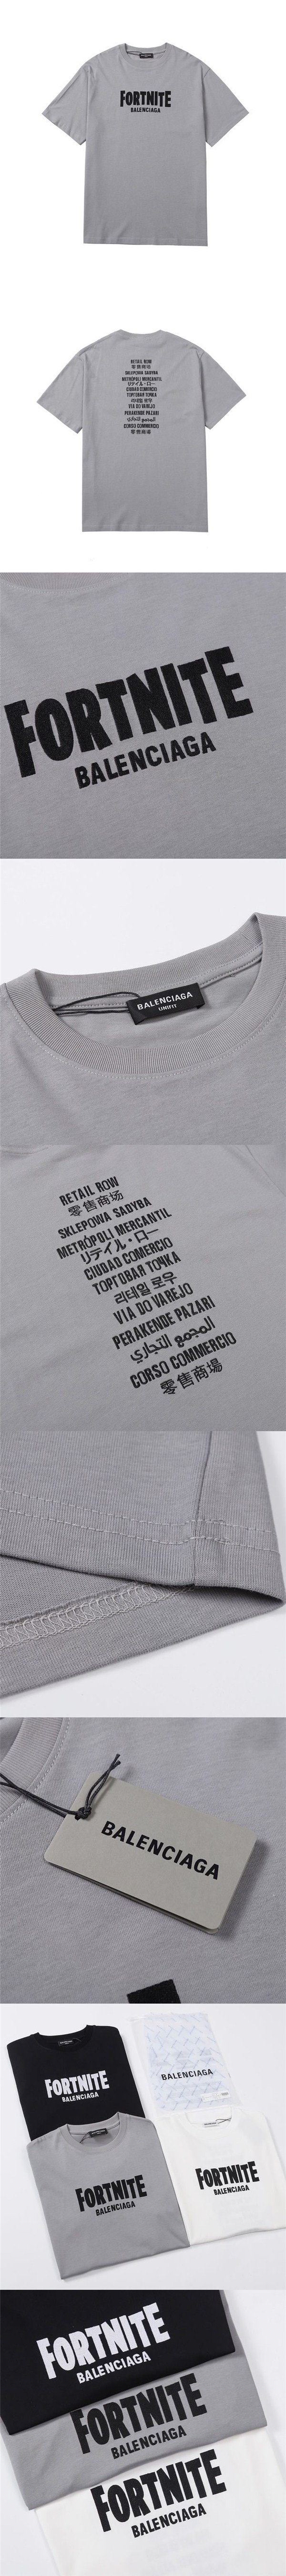 FORTNITE
BALENCIAGA
RETAIL ROW
零售商场
SKLEPOWA SADYBA
METRÓPOLI MERCANTIL
リテイル・ロー
CIUDAD COMERCIO
ТОРГОВАЯ ТОЧКА
리테일 로우
VIA DO VAREJO
PERAKENDE PAZARI
المجمع التجاري
CORSO COMMERCIO
零售商場
FORTNITE
BALENCIAGA
BALENCIAGA
UNIFIT
RETAIL ROW
零售商场
SKLEPOWA SADYBA
METRÓPOLI MERCANTIL
リテイル・ロー
CIUDAD COMERCIO
ТОРГОВАЯ ТОЧКА
리테일 로우
VIA DO VAREJO
PERAKENDE PAZARI
المجمع التجاري
CORSO COMMERCIO
零售商場
BALENCIAGA
FORTNITE
BALENCIAGA
BALENCIAGA
FORTNITE
BALENCIAGA
FORTNITE
BALENCIAGA
FORTNITE
BALENCIAGA
FORTNITE
BALENCIAGA
FORTNITE
BALENCIAGA